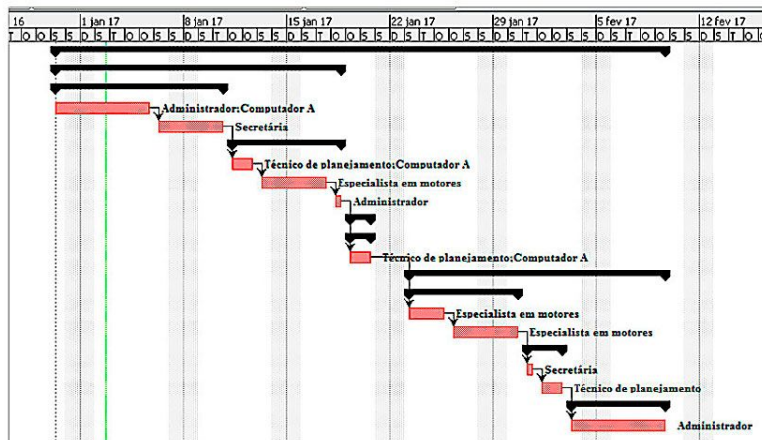 16 1 jan 17 8 jan 17 15 jan 17 22 jan 17 29 jan 17 5 fev 17 12 fev 17
T Q Q S S D S T Q Q S S D S T Q Q S S D S T Q Q S S D S T Q Q S S D S T Q Q S S D S T Q Q S S D S T
Administrador;Computador A
Secretária
Técnico de planejamento;Computador A
Especialista em motores
Administrador
Técnico de planejamento;Computador A
Especialista em motores
Especialista em motores
Secretária
Técnico de planejamento
Administrador